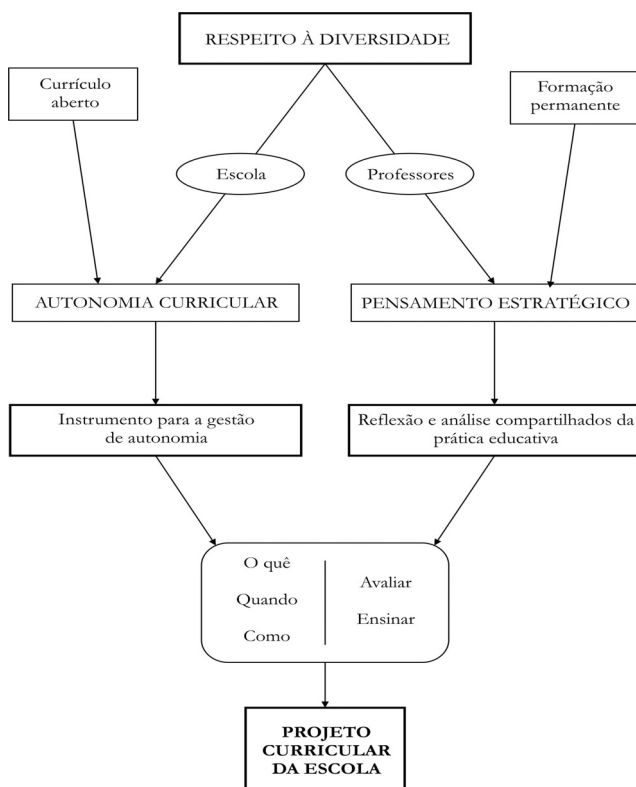 RESPEITO À DIVERSIDADE
Currículo
aberto
Formação
permanente
Escola
Professores
AUTONOMIA CURRICULAR
PENSAMENTO ESTRATÉGICO
Instrumento para a gestão
de autonomia
Reflexão e análise compartilhados da
prática educativa
O quê
Quando
Como
Avaliar
Ensinar
PROJETO
CURRICULAR
DA ESCOLA